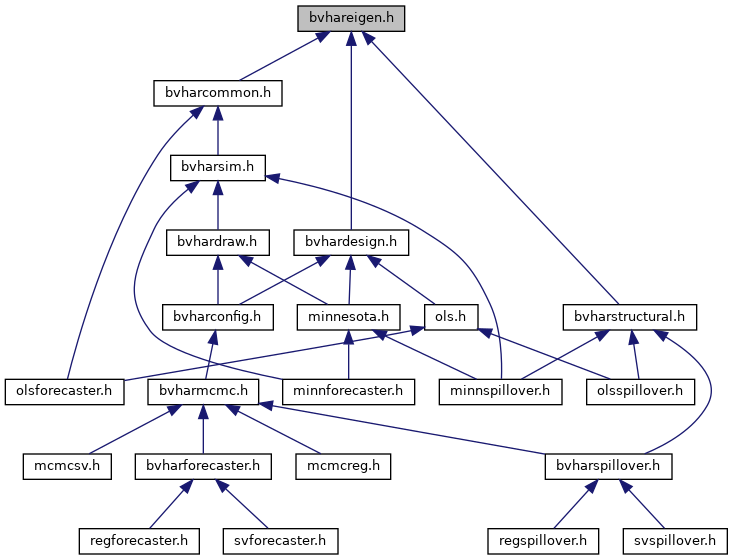 bvhareigen.h
bvharcommon.h
bvharsim.h
bvhardraw.h
bvhardesign.h
bvharconfig.h
minnesota.h
ols.h
bvharstructural.h
olsforecaster.h
bvharmcmc.h
minnforecaster.h
minnspillover.h
olsspillover.h
mcmcsv.h
bvharforecaster.h
mcmcreg.h
bvharspillover.h
regforecaster.h
svforecaster.h
regspillover.h
svspillover.h